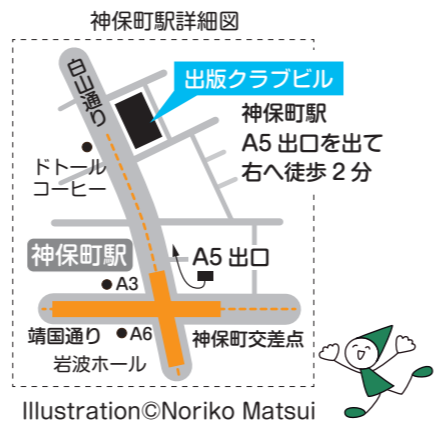 神保町駅詳細図
白山通り
出版クラブビル
神保町駅
A5 出口を出て
右へ徒歩 2 分
ドトール
コーヒー
神保町駅
A5 出口
A3
靖国通り
A6
神保町交差点
岩波ホール
Illustration©Noriko Matsui